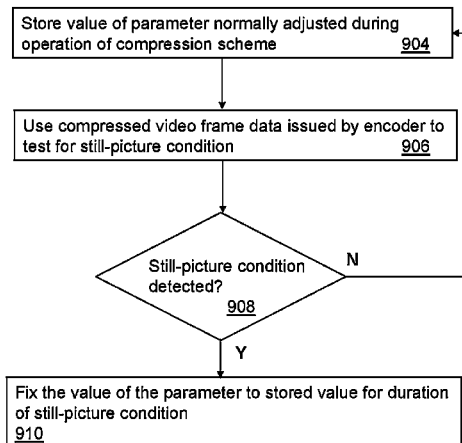 Store value of parameter normally adjusted during
operation of compression scheme 904
Use compressed video frame data issued by encoder to
test for still-picture condition 906
Still-picture condition
detected?
908
N
Y
Fix the value of the parameter to stored value for duration
of still-picture condition
910